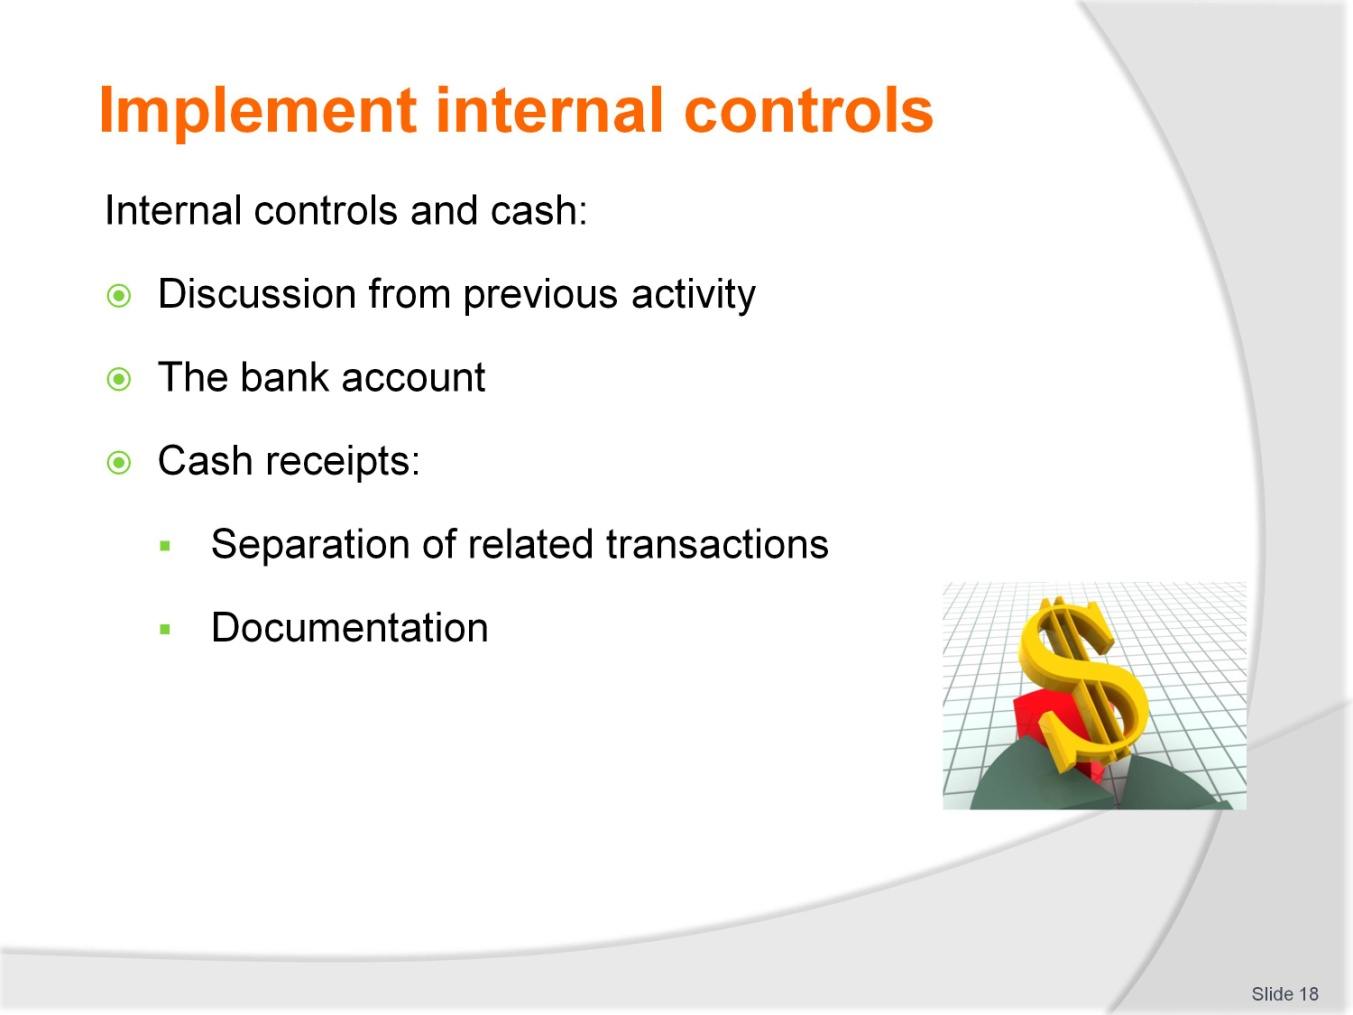 Implement internal controls
Internal controls and cash:
Discussion from previous activity
The bank account
Cash receipts:
Separation of related transactions
Documentation
Slide 18